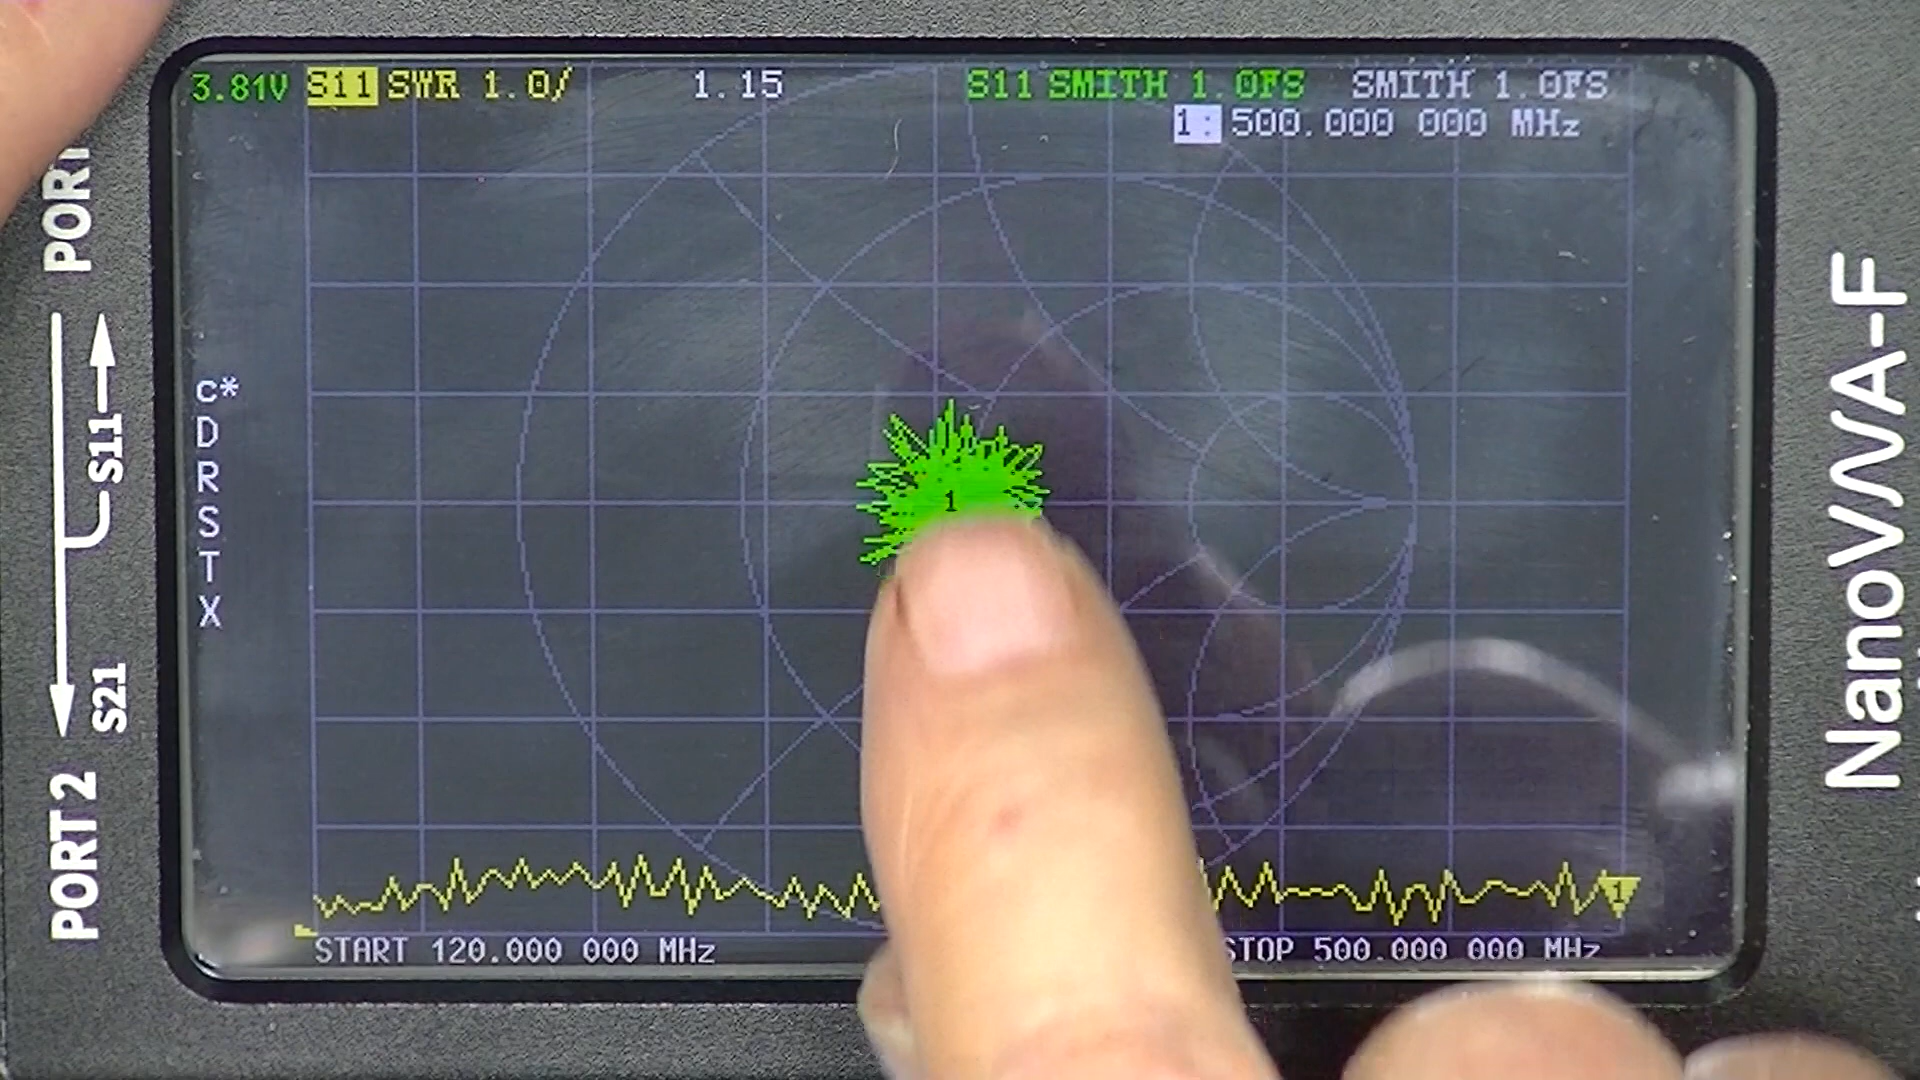 3.81V S11 SWR 1.0/ 1.15 S11 SMITH 1.0FS SMITH 1.0FS
1: 500.000 000 MHz
C*
D
R
S
T
X
1
1
START 120.000 000 MHz STOP 500.000 000 MHz
PORT
S11
S21
PORT 2
NanoVNA-F